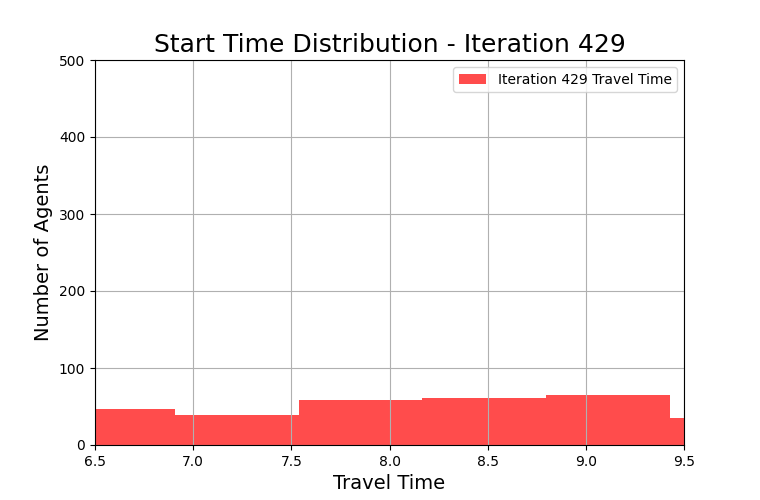 Start Time Distribution - Iteration 429
500
400
300
200
100
0
Number of Agents
Iteration 429 Travel Time
6.5 7.0 7.5 8.0 8.5 9.0 9.5
Travel Time